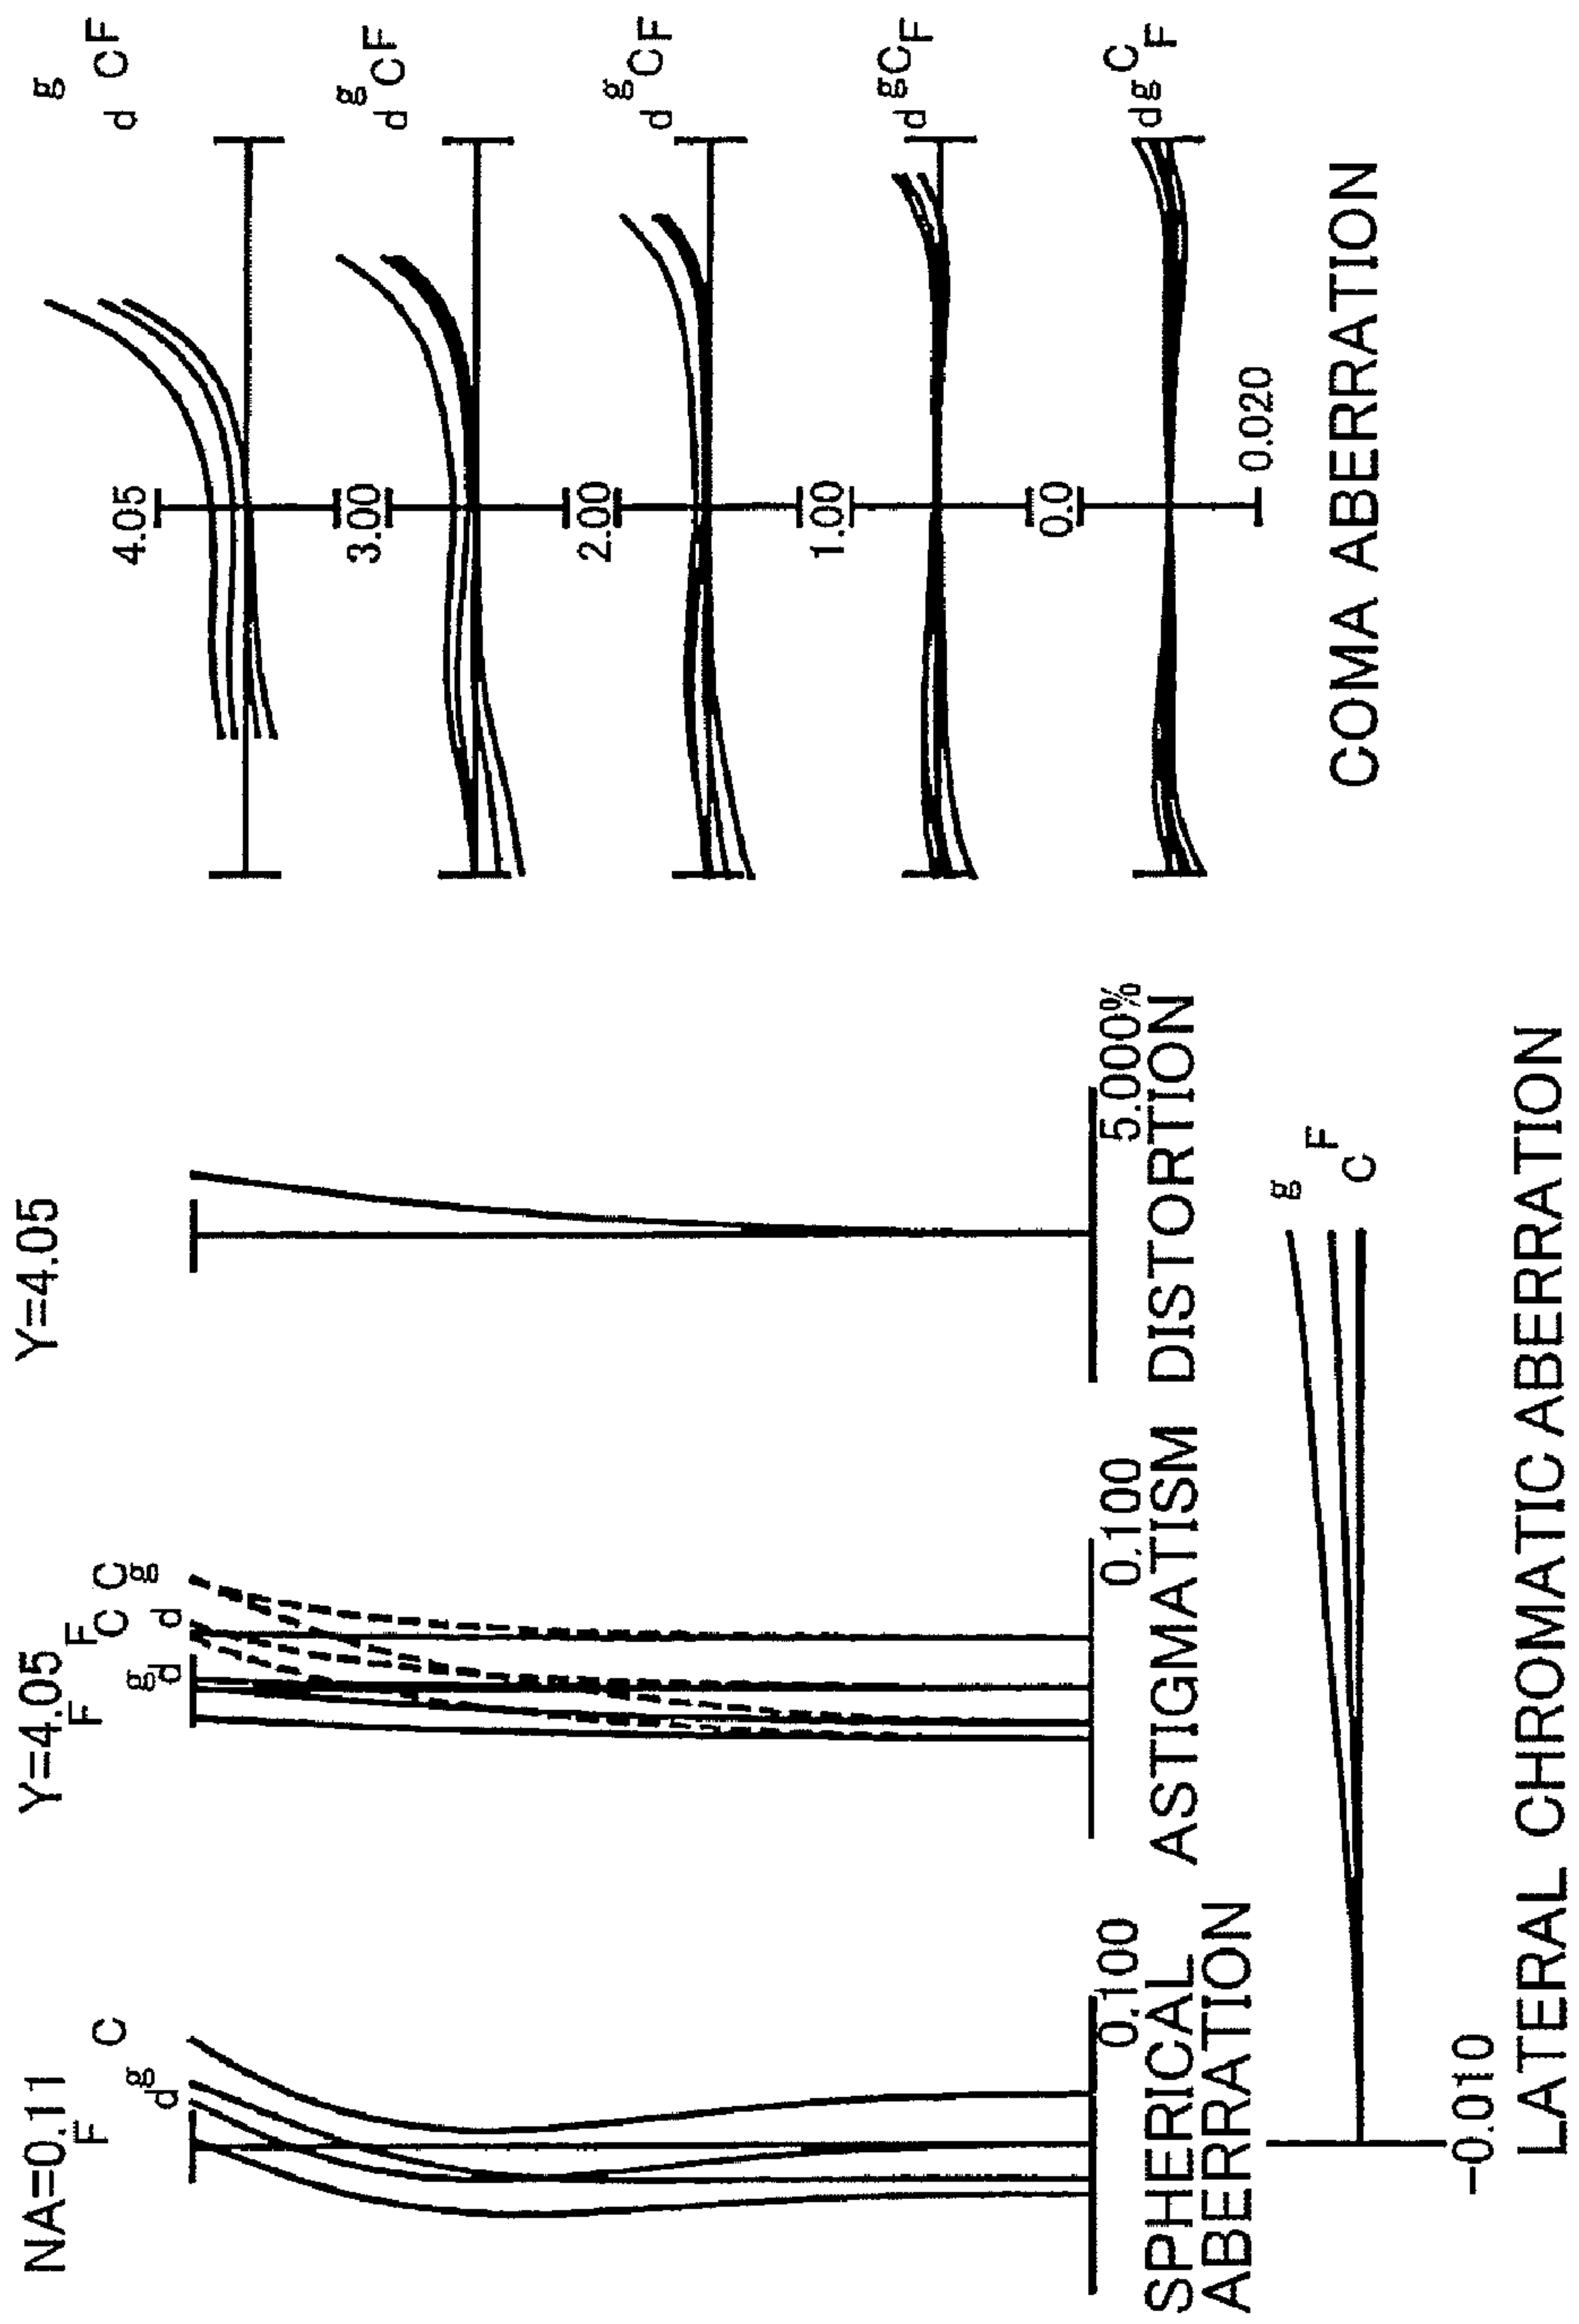 NA=0.11
F
d
g
C
SPHERICAL
ABERRATION
0.100
Y=4.05
F
g
d
F
C
d
C
g
ASTIGMATISM
0.100
Y=4.05
DISTORTION
5.000%
4.05
d
g
C
F
3.00
d
g
C
F
2.00
d
g
C
F
1.00
d
g
C
F
0.0
d
g
C
F
0.020
COMA ABERRATION
g
F
C
-0.010
LATERAL CHROMATIC ABERRATION